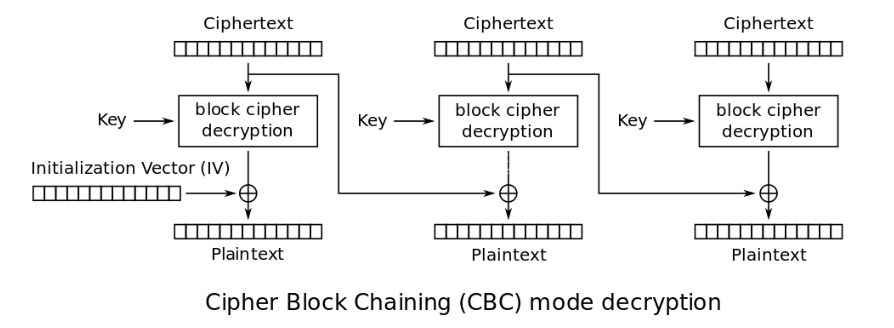 Ciphertext
Ciphertext
Ciphertext
Key
block cipher
decryption
Key
block cipher
decryption
Key
block cipher
decryption
Initialization Vector (IV)
Plaintext
Plaintext
Plaintext
Cipher Block Chaining (CBC) mode decryption